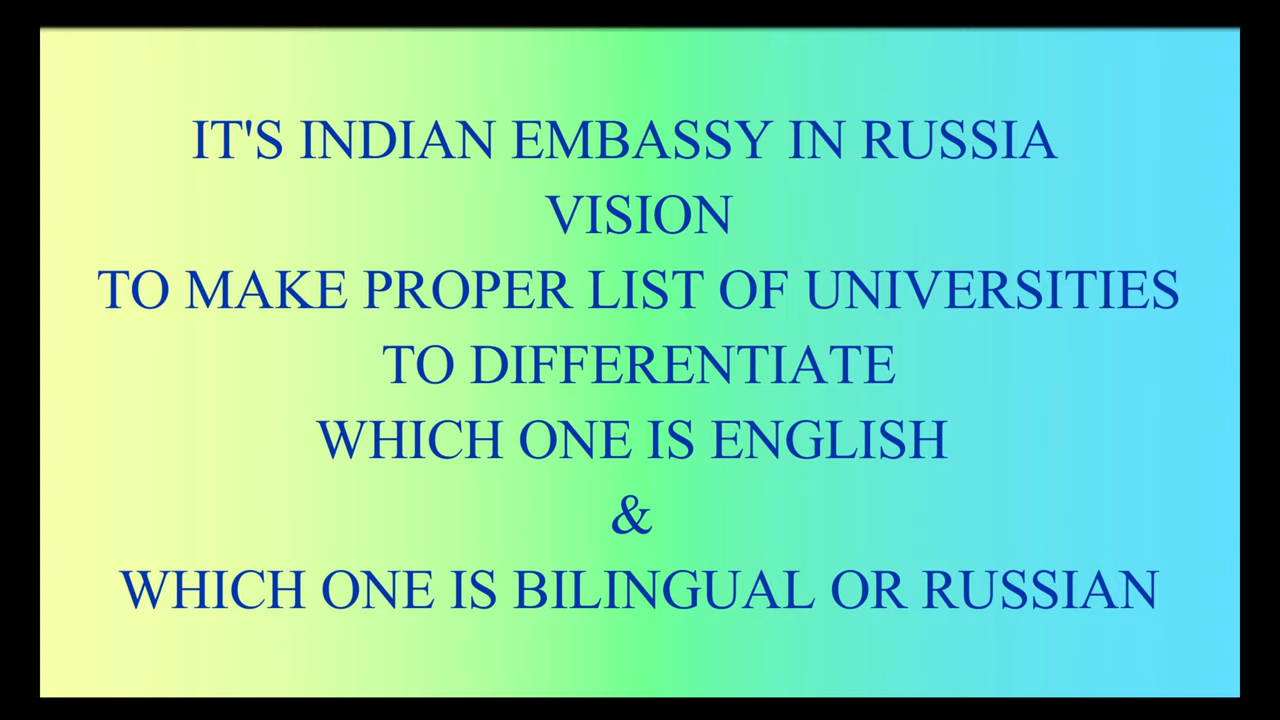 IT'S INDIAN EMBASSY IN RUSSIA
VISION
TO MAKE PROPER LIST OF UNIVERSITIES
TO DIFFERENTIATE
WHICH ONE IS ENGLISH
&
WHICH ONE IS BILINGUAL OR RUSSIAN